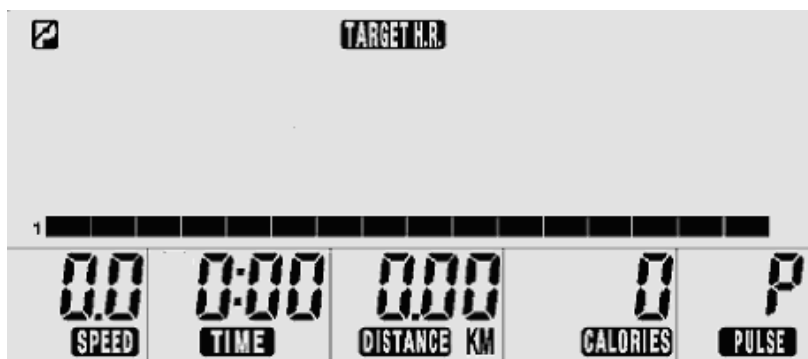 P TARGET H.R.
1
0.0 0:00 0.00 0 P
SPEED TIME DISTANCE KM CALORIES PULSE